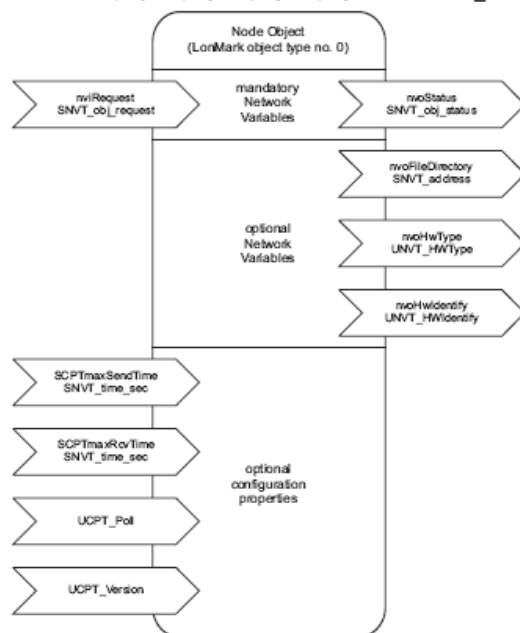 Node Object
(LonMark object type no. 0)
nviRequest
SNVT_obj_request
mandatory
Network
Variables
nvoStatus
SNVT_obj_status
nvoFileDirectory
SNVT_address
optional
Network
Variables
nvoHwType
UNVT_HWType
nvoHwIdentify
UNVT_HWIdentify
SCPTmaxSendTime
SNVT_time_sec
SCPTmaxRcvTime
SNVT_time_sec
optional
configuration
properties
UCPT_Poll
UCPT_Version